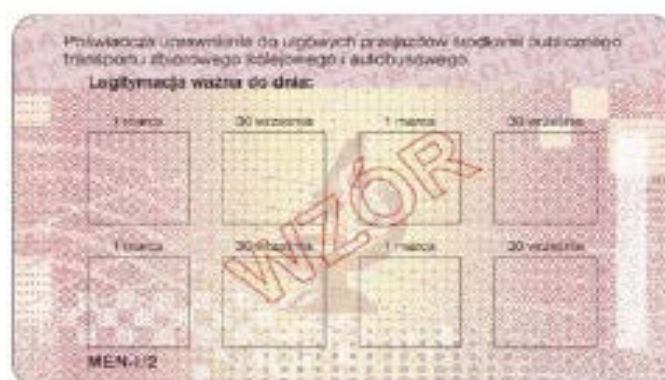 Poświadcza uprawnienie do ulgowych przejazdów środkami publicznego
transportu zbiorowego kolejowego i autobusowego.
Legitymacja ważna do dnia:
1 marca 30 września 1 marca 30 września
1 marca 30 września 1 marca 30 września
WZÓR
MEN-I/2